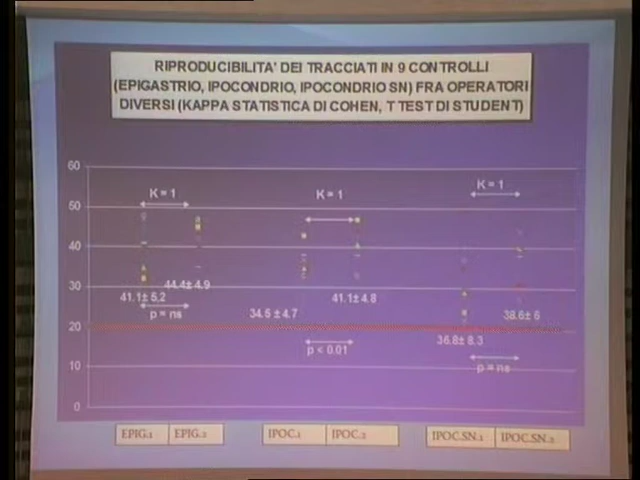 RIPRODUCIBILITA' DEI TRACCIATI IN 9 CONTROLLI
(EPIGASTRIO, IPOCONDRIO, IPOCONDRIO SN) FRA OPERATORI
DIVERSI (KAPPA STATISTICA DI COHEN, T TEST DI STUDENT)
60
K = 1
K = 1
K = 1
50
40
30
44.4± 4.9
41.1± 5.2
41.1± 4.8
p = ns
34.5 ± 4.7
38.6± 6
20
36.8± 8.3
p < 0.01
10
p = ns
0
EPIG.1 EPIG.2 IPOC.1 IPOC.2 IPOC.SN.1 IPOC.SN.2